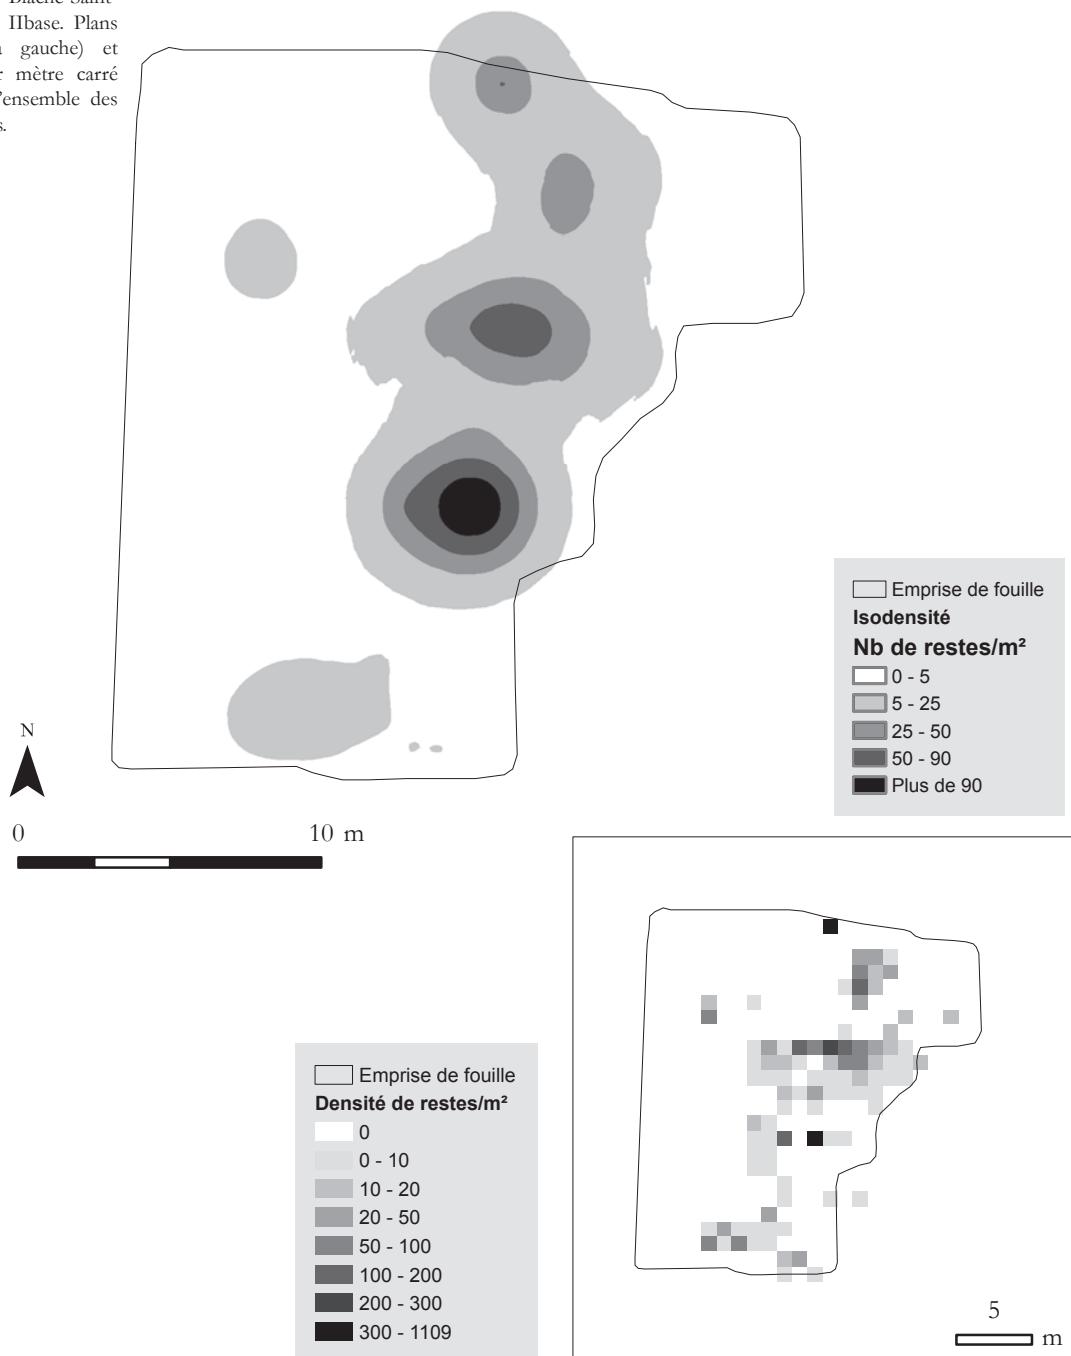 Biache Saint-
IIbase. Plans
gauche) et
mètre carré
l'ensemble des
N
0 10 m
Emprise de fouille
Isodensité
Nb de restes/m²
0 - 5
5 - 25
25 - 50
50 - 90
Plus de 90
Emprise de fouille
Densité de restes/m²
0
0 - 10
10 - 20
20 - 50
50 - 100
100 - 200
200 - 300
300 - 1109
5
m